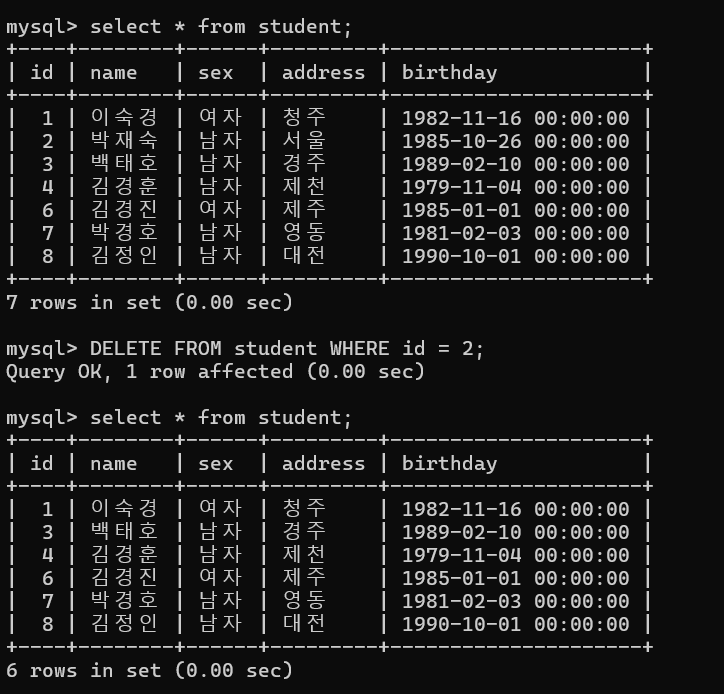 mysql> select * from student;
+----+--------+------+---------+---------------------+
| id | name   | sex  | address | birthday            |
+----+--------+------+---------+---------------------+
|  1 | 이숙경 | 여자 | 청주    | 1982-11-16 00:00:00 |
|  2 | 박재숙 | 남자 | 서울    | 1985-10-26 00:00:00 |
|  3 | 백태호 | 남자 | 경주    | 1989-02-10 00:00:00 |
|  4 | 김경훈 | 남자 | 제천    | 1979-11-04 00:00:00 |
|  6 | 김경진 | 여자 | 제주    | 1985-01-01 00:00:00 |
|  7 | 박경호 | 남자 | 영동    | 1981-02-03 00:00:00 |
|  8 | 김정인 | 남자 | 대전    | 1990-10-01 00:00:00 |
+----+--------+------+---------+---------------------+
7 rows in set (0.00 sec)
mysql> DELETE FROM student WHERE id = 2;
Query OK, 1 row affected (0.00 sec)
mysql> select * from student;
+----+--------+------+---------+---------------------+
| id | name   | sex  | address | birthday            |
+----+--------+------+---------+---------------------+
|  1 | 이숙경 | 여자 | 청주    | 1982-11-16 00:00:00 |
|  3 | 백태호 | 남자 | 경주    | 1989-02-10 00:00:00 |
|  4 | 김경훈 | 남자 | 제천    | 1979-11-04 00:00:00 |
|  6 | 김경진 | 여자 | 제주    | 1985-01-01 00:00:00 |
|  7 | 박경호 | 남자 | 영동    | 1981-02-03 00:00:00 |
|  8 | 김정인 | 남자 | 대전    | 1990-10-01 00:00:00 |
+----+--------+------+---------+---------------------+
6 rows in set (0.00 sec)